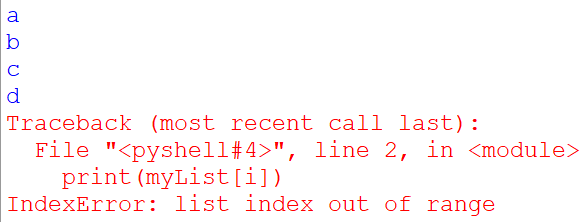 a
b
c
d
Traceback (most recent call last):
  File "<pyshell#4>", line 2, in <module>
    print(myList[i])
IndexError: list index out of range